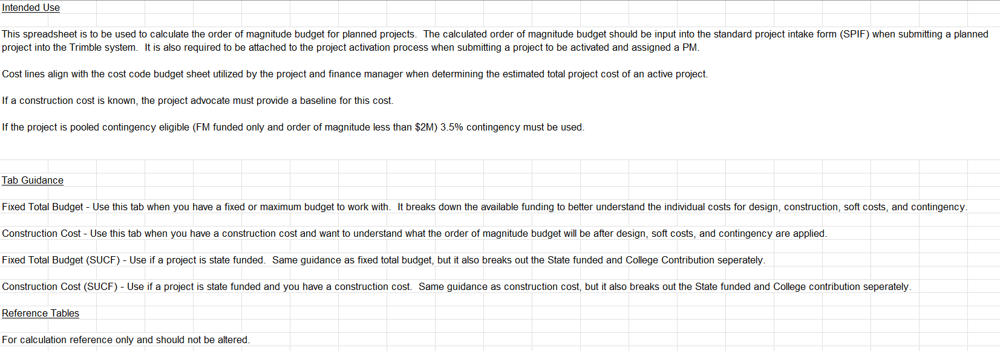 Intended Use
This spreadsheet is to be used to calculate the order of magnitude budget for planned projects.  The calculated order of magnitude budget should be input into the standard project intake form (SPIF) when submitting a planned
project into the Trimble system.  It is also required to be attached to the project activation process when submitting a project to be activated and assigned a PM.
Cost lines align with the cost code budget sheet utilized by the project and finance manager when determining the estimated total project cost of an active project.
If a construction cost is known, the project advocate must provide a baseline for this cost.
If the project is pooled contingency eligible (FM funded only and order of magnitude less than $2M) 3.5% contingency must be used.
Tab Guidance
Fixed Total Budget - Use this tab when you have a fixed or maximum budget to work with.  It breaks down the available funding to better understand the individual costs for design, construction, soft costs, and contingency.
Construction Cost - Use this tab when you have a construction cost and want to understand what the order of magnitude budget will be after design, soft costs, and contingency are applied.
Fixed Total Budget (SUCF) - Use if a project is state funded.  Same guidance as fixed total budget, but it also breaks out the State funded and College Contribution seperately.
Construction Cost (SUCF) - Use if a project is state funded and you have a construction cost.  Same guidance as construction cost, but it also breaks out the State funded and College contribution seperately.
Reference Tables
For calculation reference only and should not be altered.